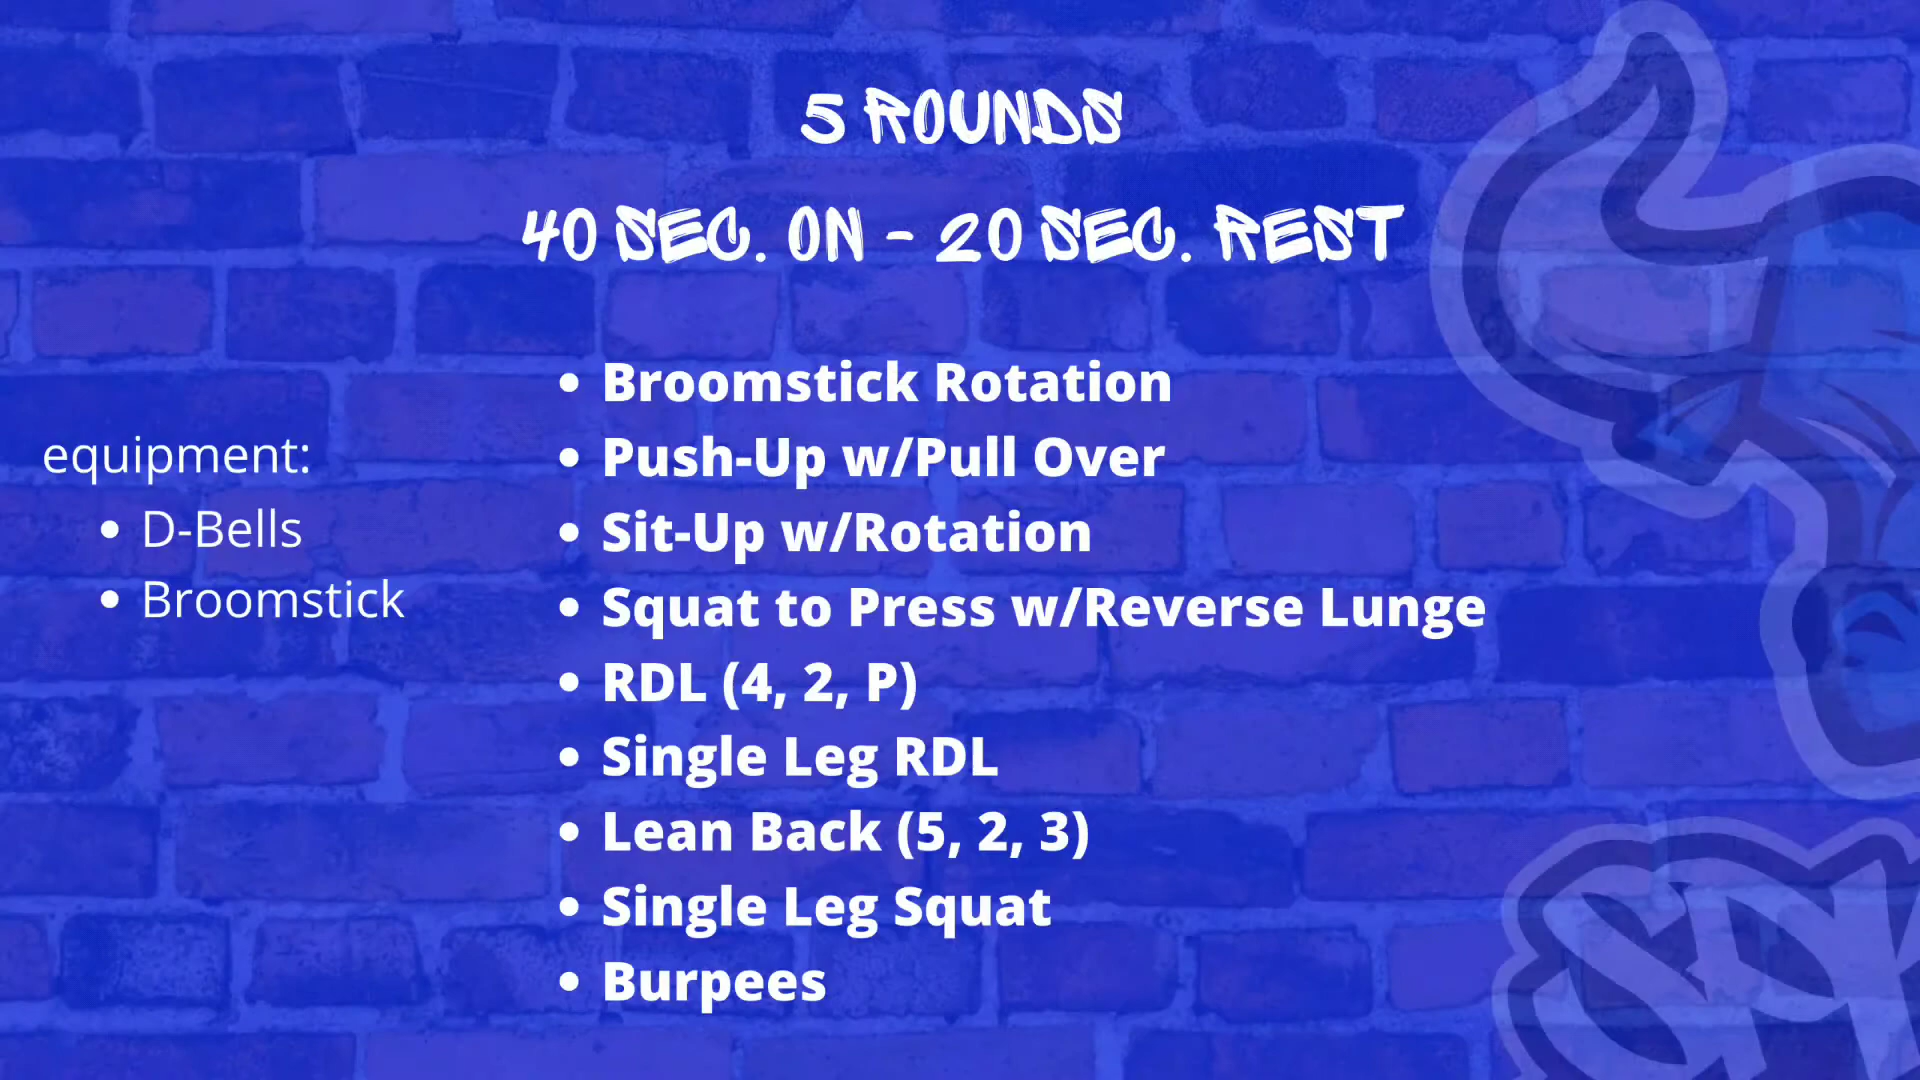 5 ROUNDS
40 SEC. ON - 20 SEC. REST
equipment:
• D-Bells
• Broomstick
• Broomstick Rotation
• Push-Up w/Pull Over
• Sit-Up w/Rotation
• Squat to Press w/Reverse Lunge
• RDL (4, 2, P)
• Single Leg RDL
• Lean Back (5, 2, 3)
• Single Leg Squat
• Burpees